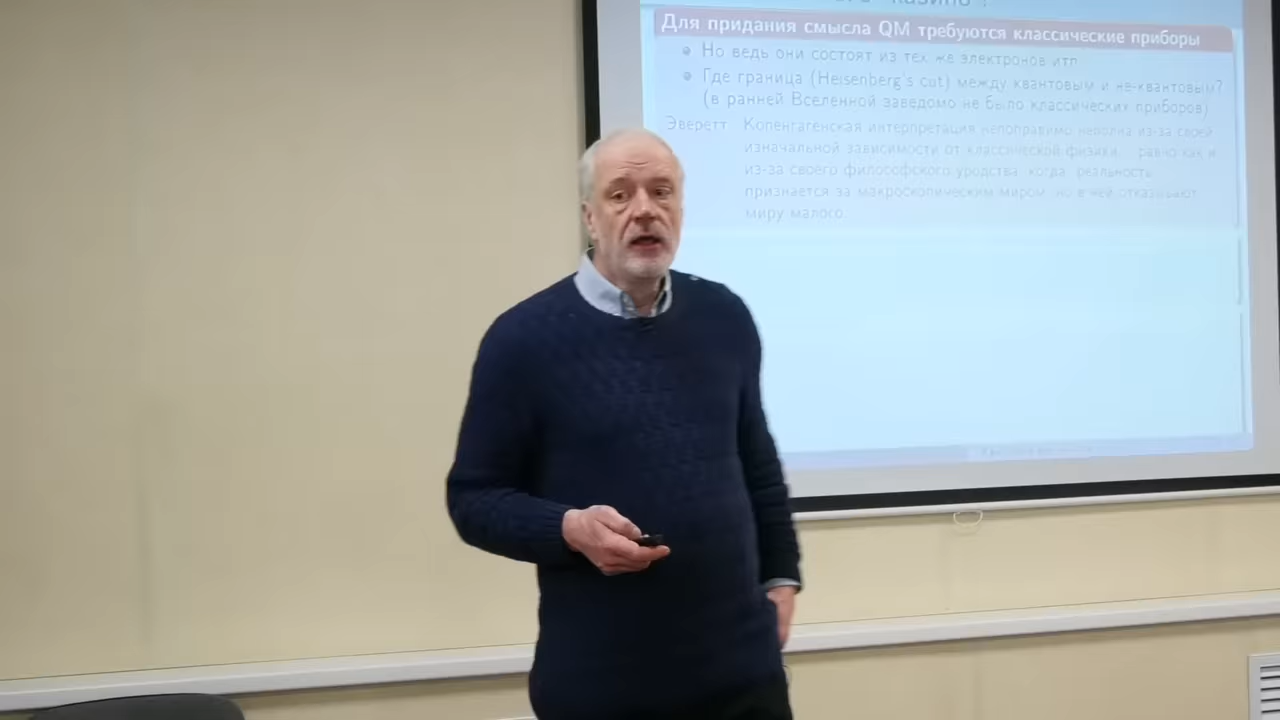 казино"?
Для придания смысла QM требуются классические приборы
Но ведь они состоят из тех же электронов итп
Где граница (Heisenberg's cut) между квантовым и не-квантовым?
(в ранней Вселенной заведомо не было классических приборов)
Эверетт Копенгагенская интерпретация непоправимо неполна из-за своей
изначальной зависимости от классической физики... равно как и
из-за своего философского уродства, когда реальность
признается за макроскопическим миром, но в ней отказывают
миру малого.